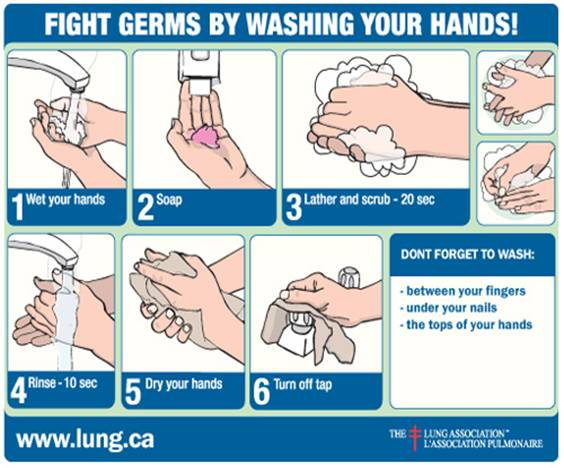 FIGHT GERMS BY WASHING YOUR HANDS!
1 Wet your hands
2 Soap
3 Lather and scrub - 20 sec
4 Rinse - 10 sec
5 Dry your hands
6 Turn off tap
DONT FORGET TO WASH:
- between your fingers
- under your nails
- the tops of your hands
www.lung.ca
THE LUNG ASSOCIATION™
L'ASSOCIATION PULMONAIRE